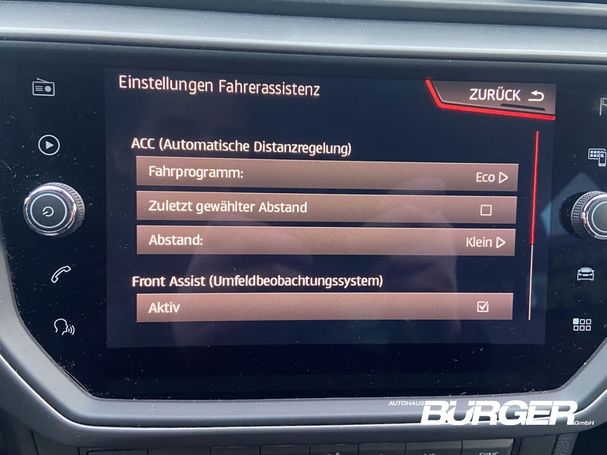 Einstellungen Fahrerassistenz
ZURÜCK
ACC (Automatische Distanzregelung)
Fahrprogramm: Eco
Zuletzt gewählter Abstand
Abstand: Klein
Front Assist (Umfeldbeobachtungssystem)
Aktiv
AUTOHAUS
BÜRGER GmbH
SYNC